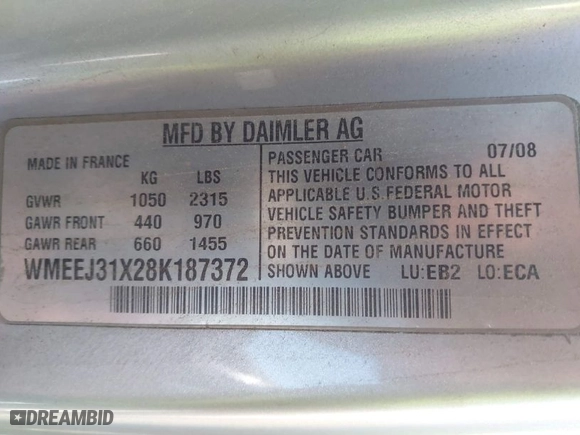 MFD BY DAIMLER AG
MADE IN FRANCE
KG LBS
GVWR 1050 2315
GAWR FRONT 440 970
GAWR REAR 660 1455
WMEEJ31X28K187372
PASSENGER CAR 07/08
THIS VEHICLE CONFORMS TO ALL
APPLICABLE U.S.FEDERAL MOTOR
VEHICLE SAFETY BUMPER AND THEFT
PREVENTION STANDARDS IN EFFECT
ON THE DATE OF MANUFACTURE
SHOWN ABOVE LU:EB2 LO:ECA
DREAMBID